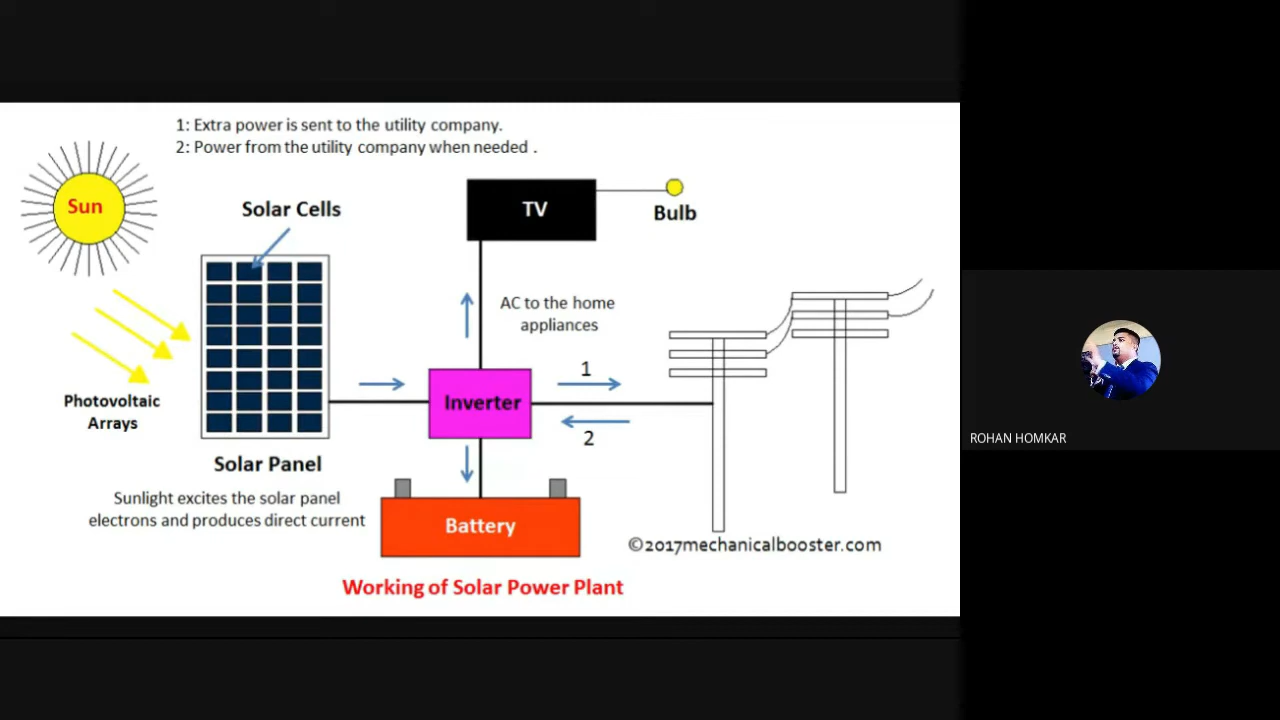 1: Extra power is sent to the utility company.
2: Power from the utility company when needed .
Sun
Solar Cells
TV
Bulb
AC to the home
appliances
1
Photovoltaic
Arrays
Inverter
2
Solar Panel
Sunlight excites the solar panel
electrons and produces direct current
Battery
©2017mechanicalbooster.com
Working of Solar Power Plant
ROHAN HOMKAR